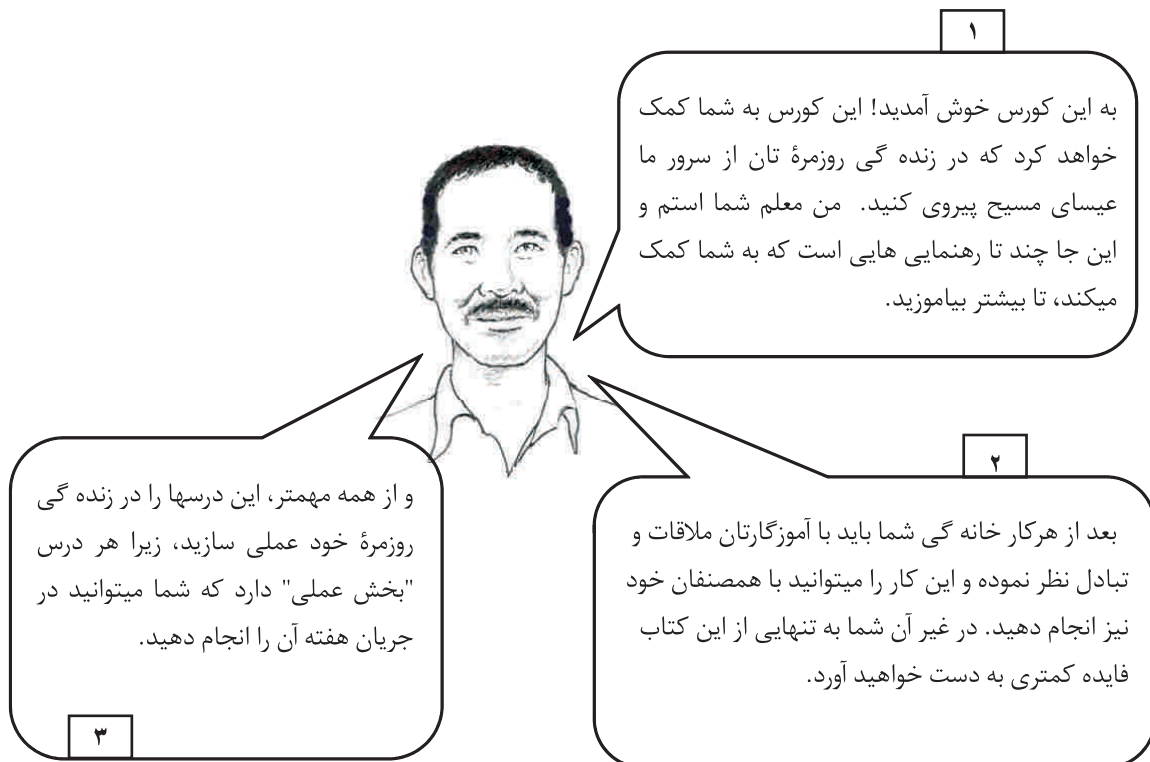 ۱
به این کورس خوش آمدید! این کورس به شما کمک
خواهد کرد که در زنده گی روزمرۀ تان از سرور ما
عیسای مسیح پیروی کنید. من معلم شما استم و
این جا چند تا رهنمایی هایی است که به شما کمک
میکند، تا بیشتر بیاموزید.
۲
بعد از هرکار خانه گی شما باید با آموزگارتان ملاقات و
تبادل نظر نموده و این کار را میتوانید با همصنفان خود
نیز انجام دهید. در غیر آن شما به تنهایی از این کتاب
فایده کمتری به دست خواهید آورد.
و از همه مهمتر، این درسها را در زنده گی
روزمرۀ خود عملی سازید، زیرا هر درس
"بخش عملی" دارد که شما میتوانید در
جریان هفته آن را انجام دهید.
۳